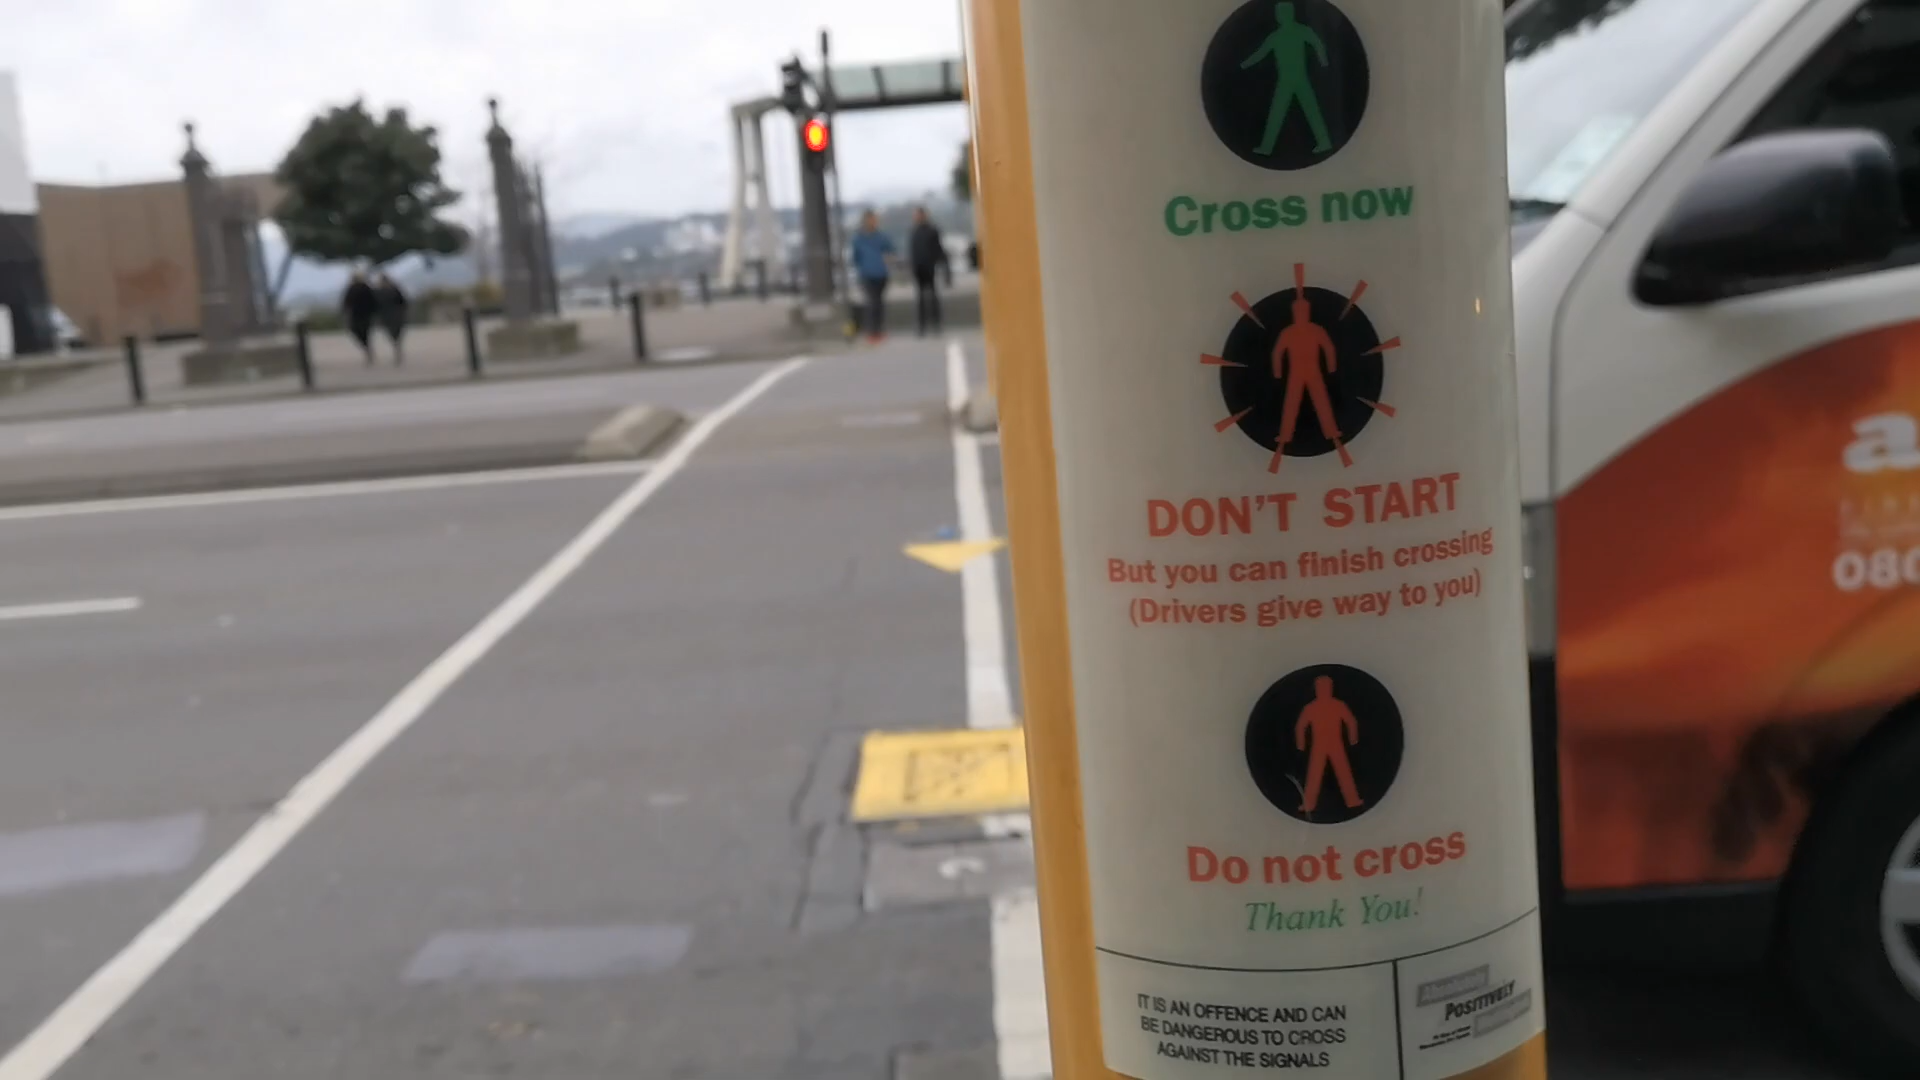 Cross now
DON'T START
But you can finish crossing
(Drivers give way to you)
Do not cross
Thank You!
IT IS AN OFFENCE AND CAN
BE DANGEROUS TO CROSS
AGAINST THE SIGNALS
POSITIVELY
a
080